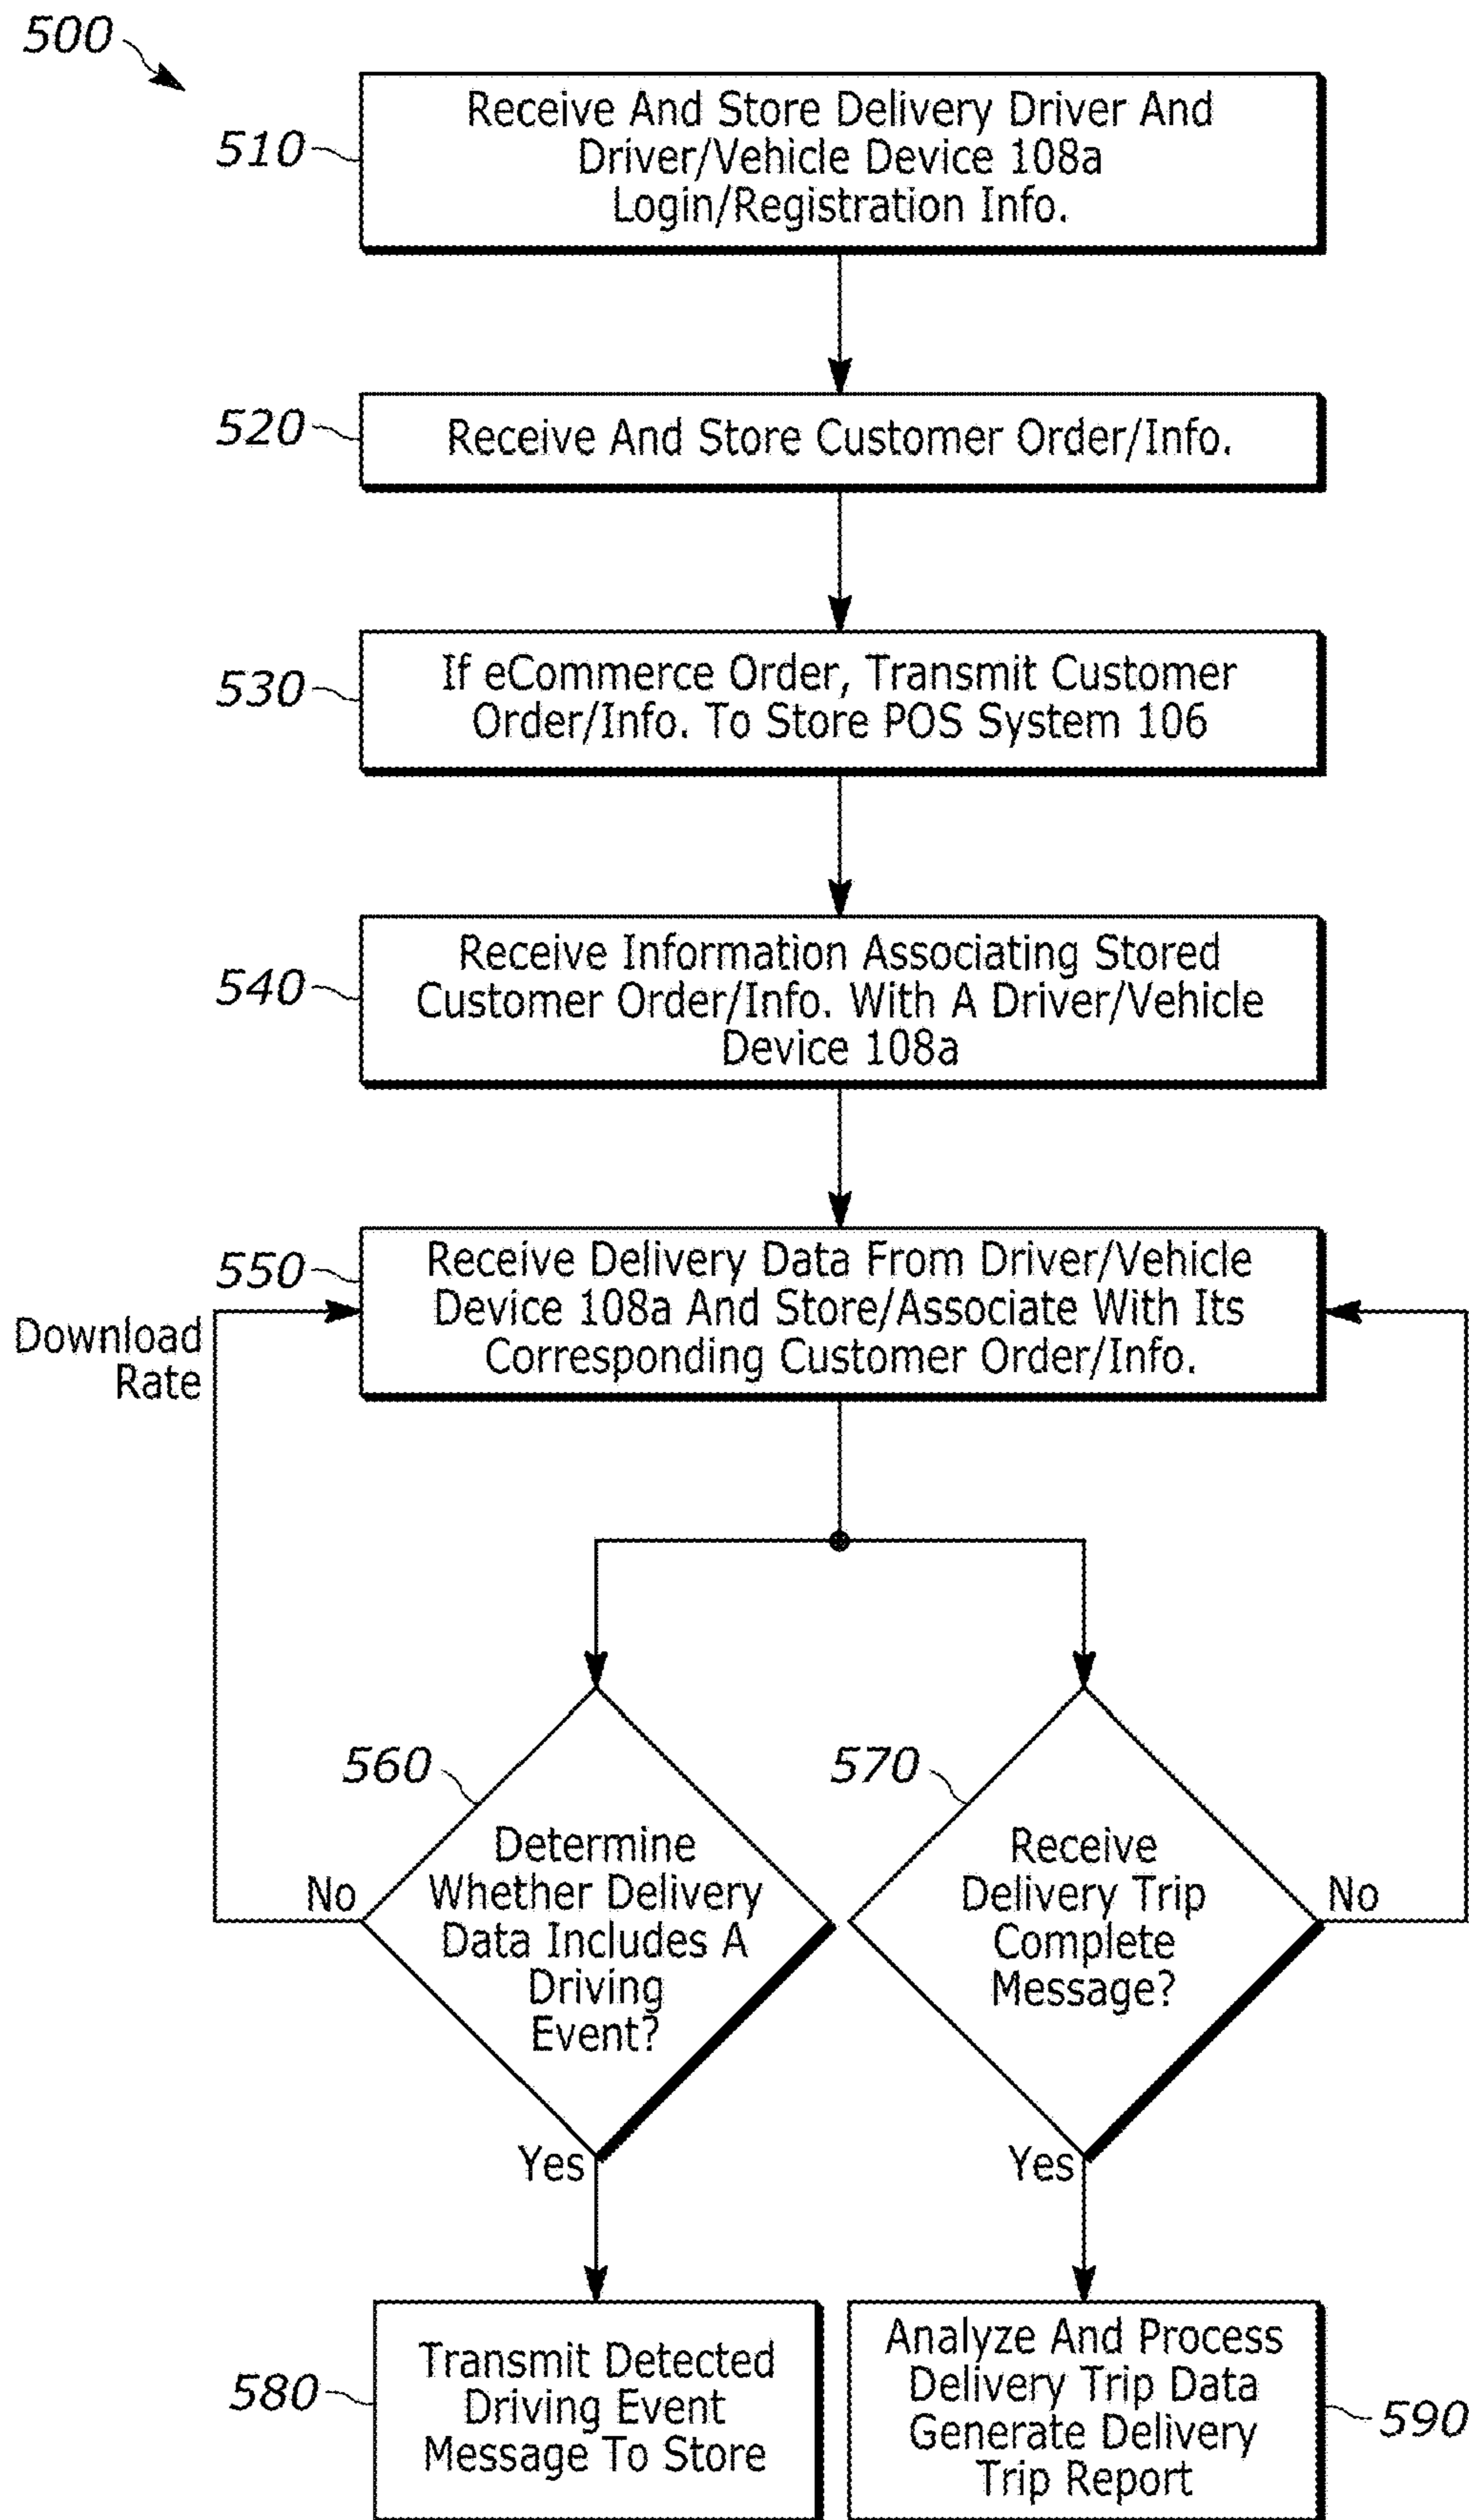 500
510
Receive And Store Delivery Driver And
Driver/Vehicle Device 108a
Login/Registration Info.
520
Receive And Store Customer Order/Info.
530
If eCommerce Order, Transmit Customer
Order/Info. To Store POS System 106
540
Receive Information Associating Stored
Customer Order/Info. With A Driver/Vehicle
Device 108a
550
Receive Delivery Data From Driver/Vehicle
Device 108a And Store/Associate With Its
Corresponding Customer Order/Info.
Download
Rate
560
Determine
Whether Delivery
Data Includes A
Driving
Event?
No
Yes
570
Receive
Delivery Trip
Complete
Message?
No
Yes
580
Transmit Detected
Driving Event
Message To Store
Analyze And Process
Delivery Trip Data
Generate Delivery
Trip Report
590